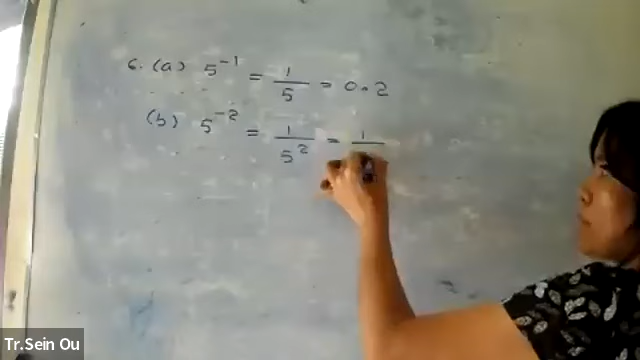 6. (a) 5⁻¹ = 1/5 = 0.2
(b) 5⁻² = 1/5² = 1/
Tr.Sein Ou